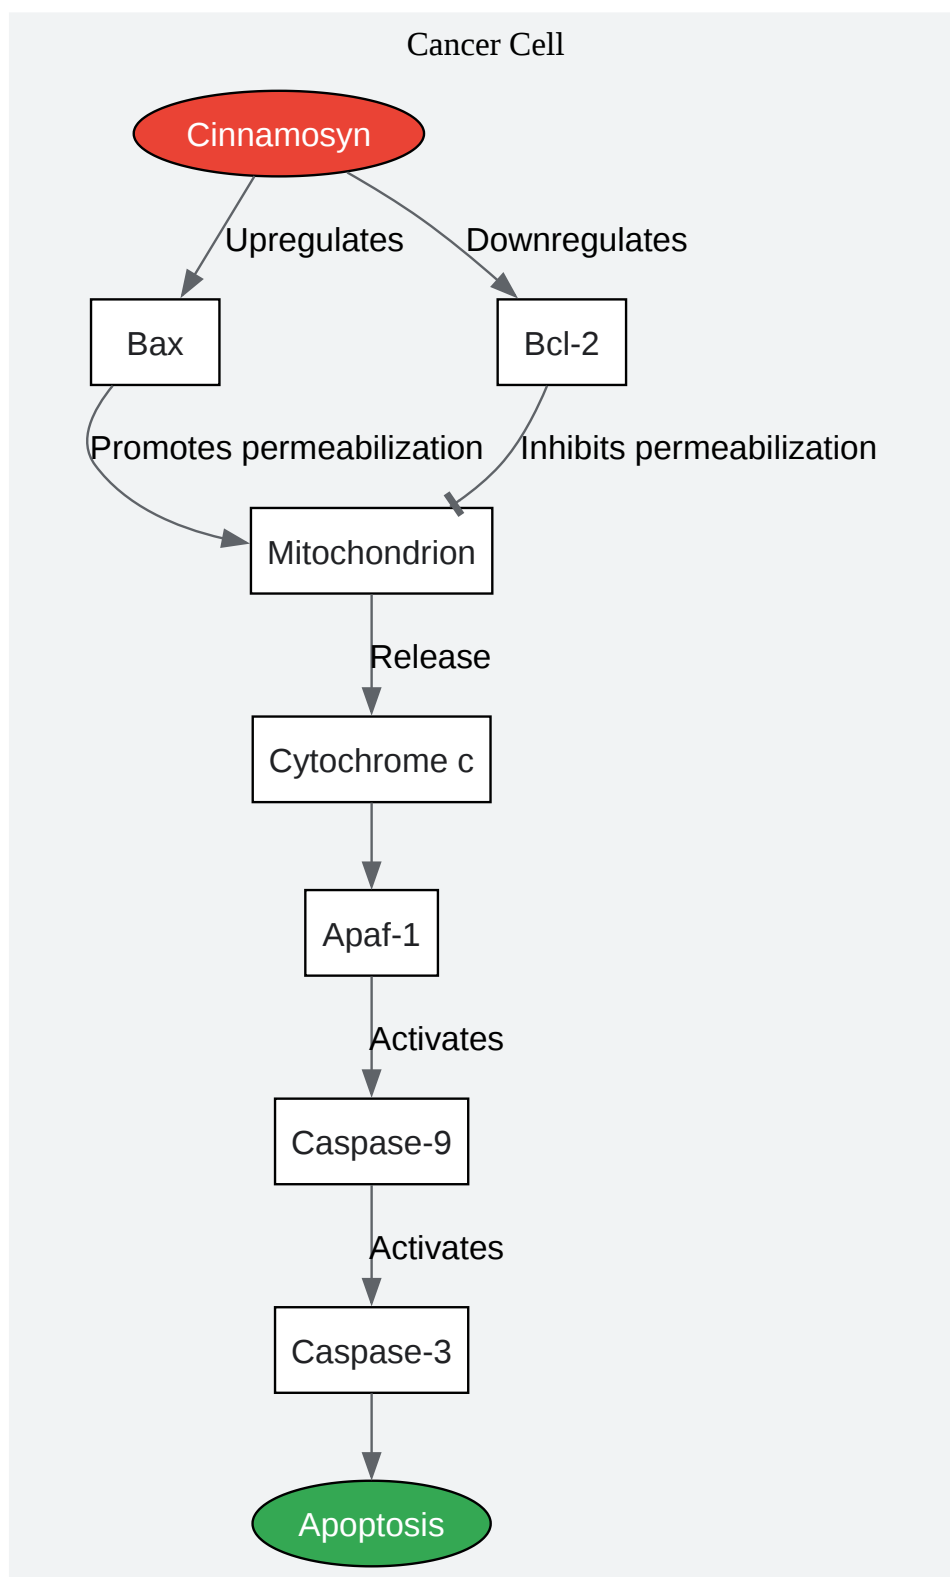 Cancer Cell
Cinnamosyn
Upregulates
Downregulates
Bax
Bcl-2
Promotes permeabilization
Inhibits permeabilization
Mitochondrion
Release
Cytochrome c
Apaf-1
Activates
Caspase-9
Activates
Caspase-3
Apoptosis